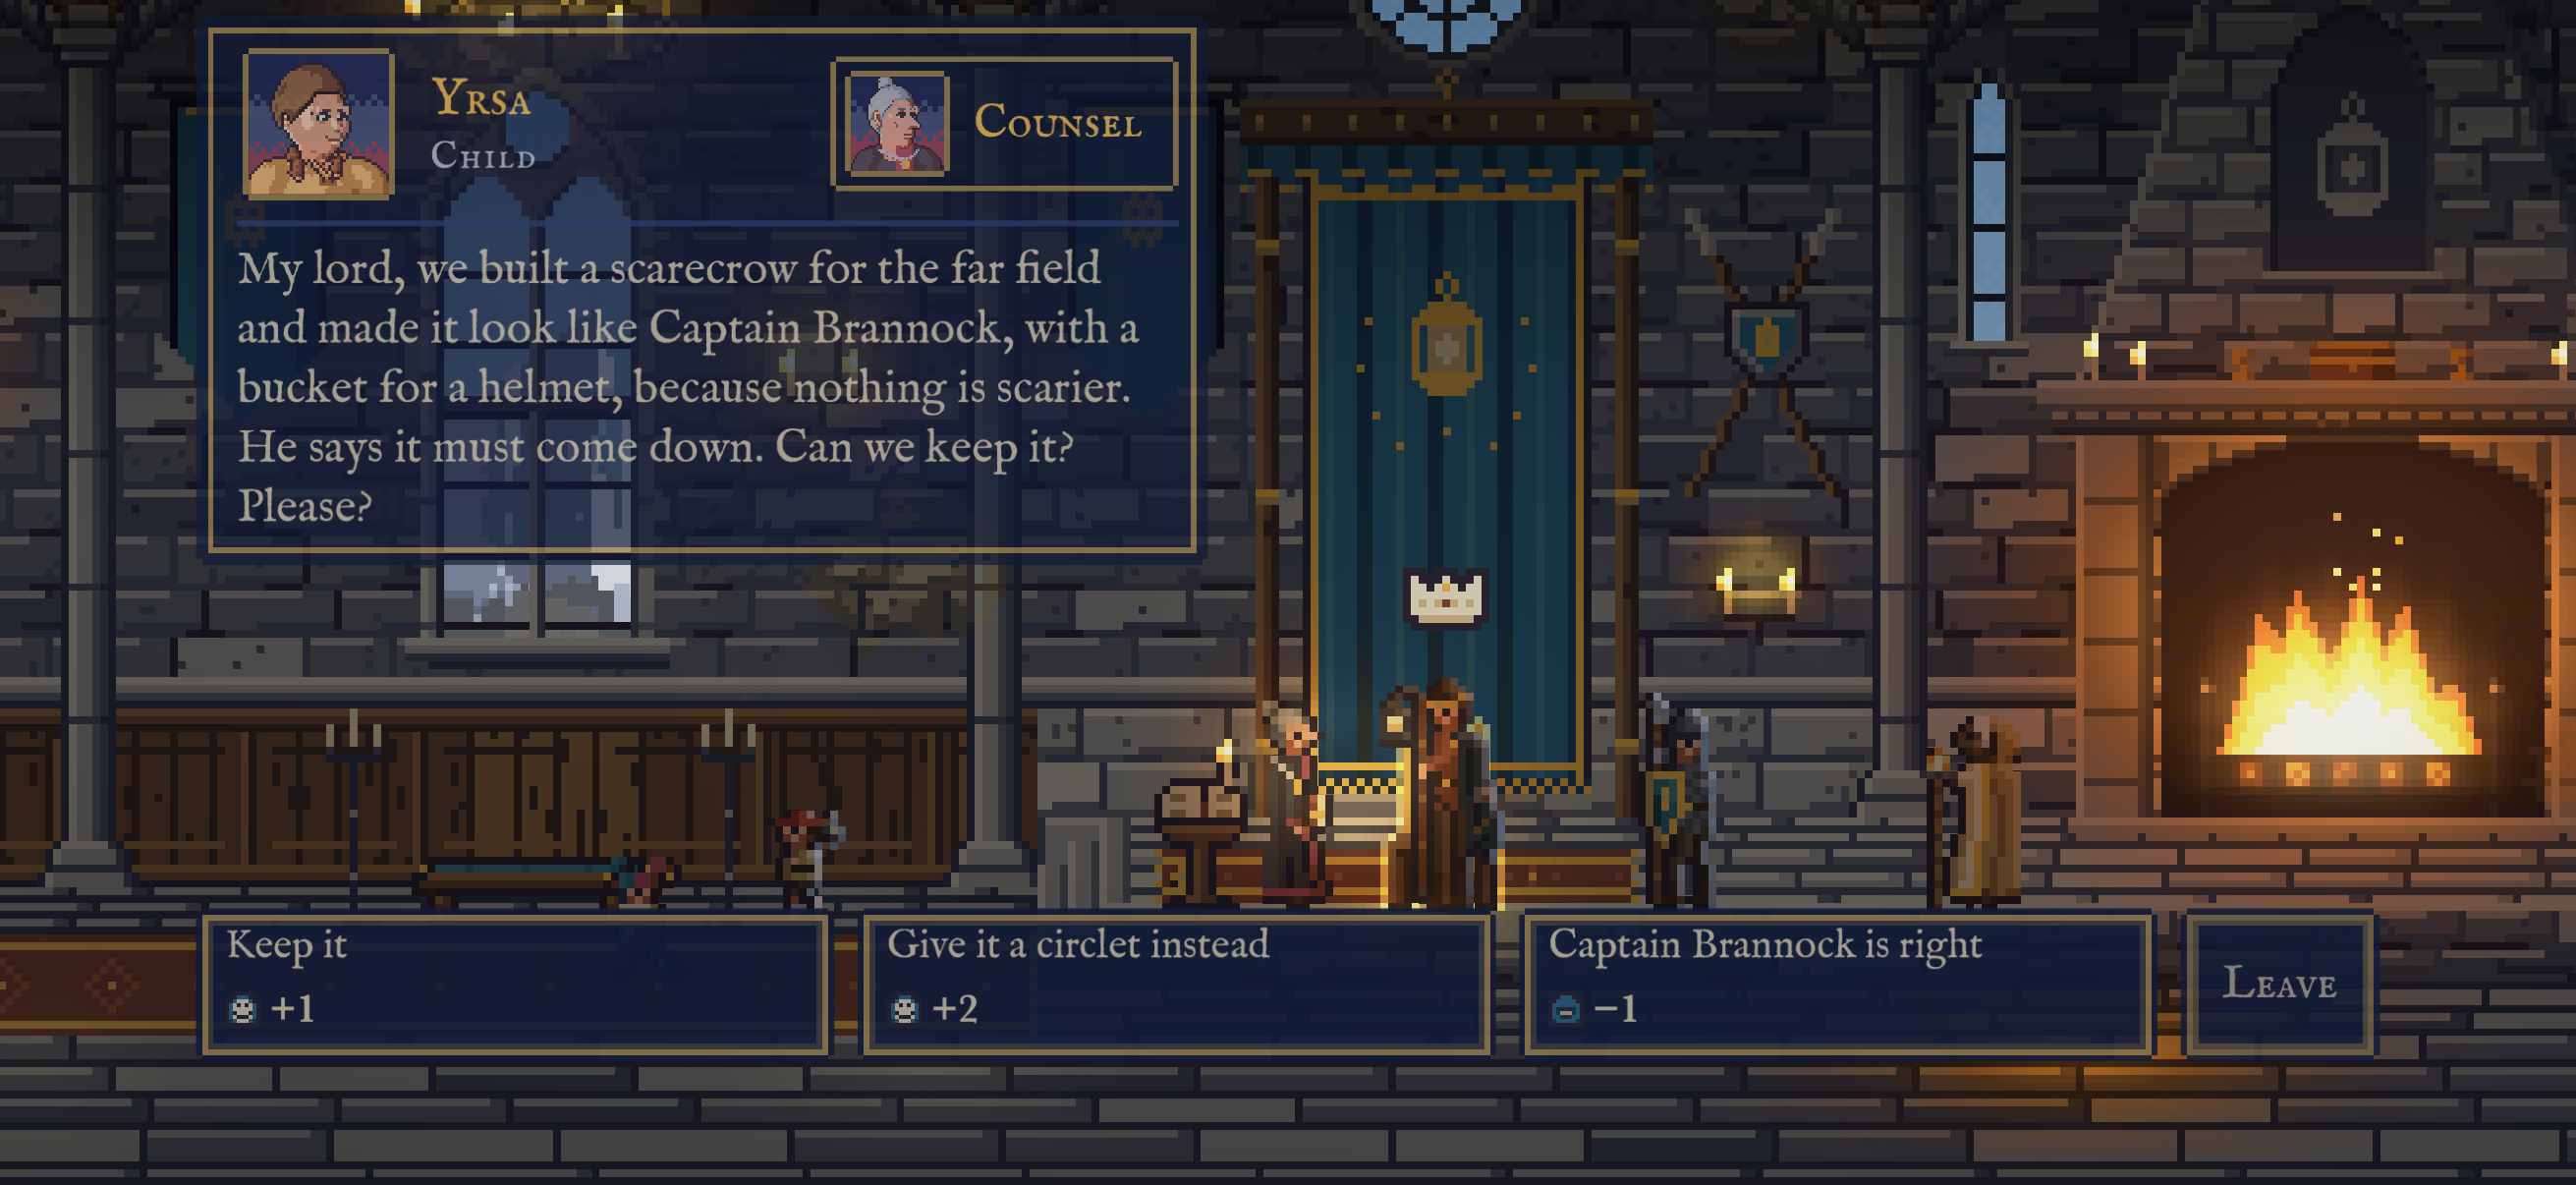 Yrsa
Child
Counsel
My lord, we built a scarecrow for the far field
and made it look like Captain Brannock, with a
bucket for a helmet, because nothing is scarier.
He says it must come down. Can we keep it?
Please?
Keep it
+1
Give it a circlet instead
+2
Captain Brannock is right
−1
Leave